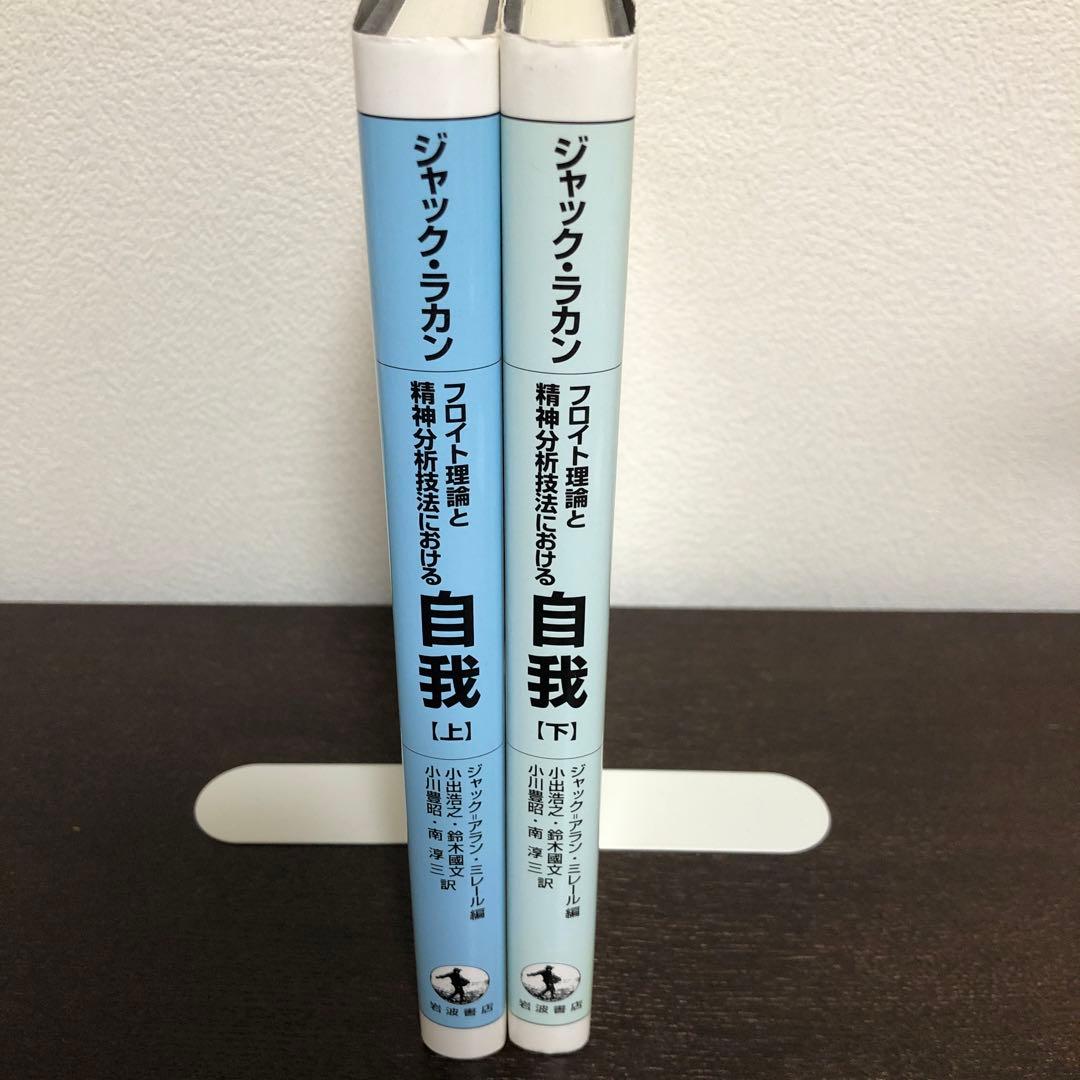 ジャック・ラカン
フロイト理論と
精神分析技法における
自我
【上】
ジャック=アラン・ミレール編
小出浩之・鈴木國文
小川豊昭・南 淳三 訳
岩波書店
ジャック・ラカン
フロイト理論と
精神分析技法における
自我
【下】
ジャック=アラン・ミレール編
小出浩之・鈴木國文
小川豊昭・南 淳三 訳
岩波書店